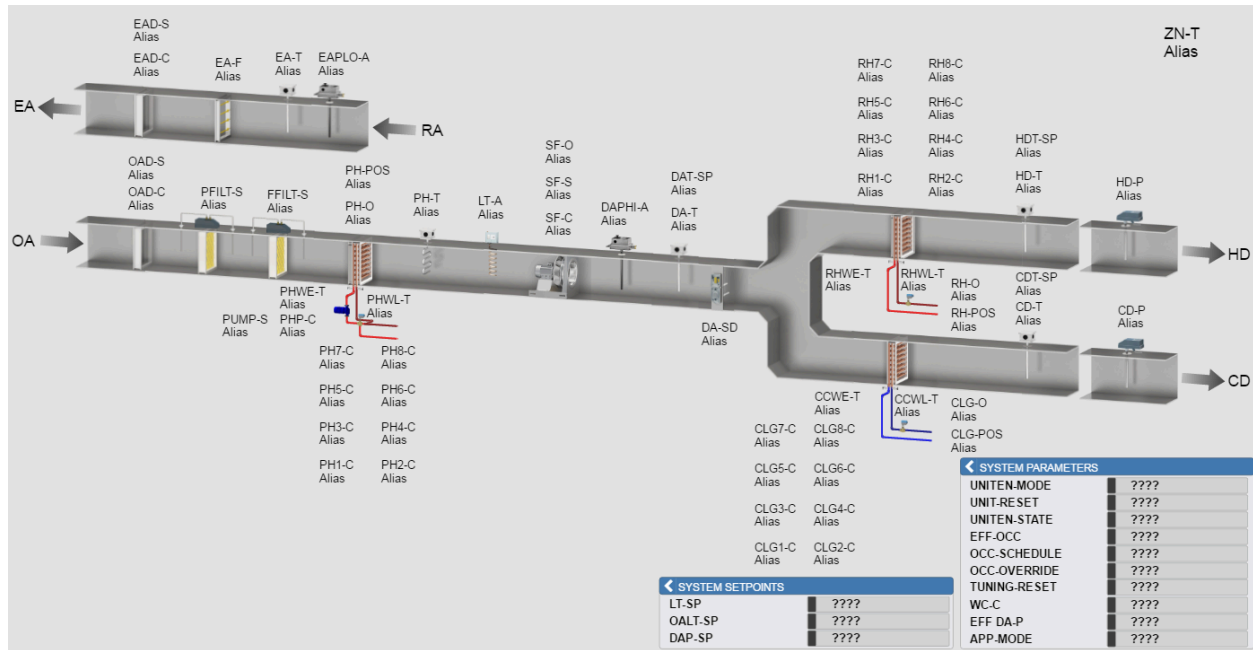 EAD-S
Alias
EAD-C
Alias
EA-F
Alias
EA-T
Alias
EAPLO-A
Alias
EA
RA
ZN-T
Alias
OAD-S
Alias
OAD-C
Alias
PFILT-S
Alias
FFILT-S
Alias
PH-POS
Alias
PH-O
Alias
PH-T
Alias
LT-A
Alias
SF-O
Alias
SF-S
Alias
SF-C
Alias
DAPHI-A
Alias
DAT-SP
Alias
DA-T
Alias
OA
RH7-C
Alias
RH8-C
Alias
RH5-C
Alias
RH6-C
Alias
RH3-C
Alias
RH4-C
Alias
RH1-C
Alias
RH2-C
Alias
HDT-SP
Alias
HD-T
Alias
HD-P
Alias
HD
RHWE-T
Alias
RHWL-T
Alias
RH-O
Alias
RH-POS
Alias
CDT-SP
Alias
CD-T
Alias
CD-P
Alias
CD
PHWE-T
Alias
PHWL-T
Alias
PUMP-S
Alias
PHP-C
Alias
DA-SD
Alias
PH7-C
Alias
PH8-C
Alias
PH5-C
Alias
PH6-C
Alias
PH3-C
Alias
PH4-C
Alias
PH1-C
Alias
PH2-C
Alias
CCWE-T
Alias
CCWL-T
Alias
CLG-O
Alias
CLG-POS
Alias
CLG7-C
Alias
CLG8-C
Alias
CLG5-C
Alias
CLG6-C
Alias
CLG3-C
Alias
CLG4-C
Alias
CLG1-C
Alias
CLG2-C
Alias
SYSTEM SETPOINTS
LT-SP ????
OALT-SP ????
DAP-SP ????
SYSTEM PARAMETERS
UNITEN-MODE ????
UNIT-RESET ????
UNITEN-STATE ????
EFF-OCC ????
OCC-SCHEDULE ????
OCC-OVERRIDE ????
TUNING-RESET ????
WC-C ????
EFF DA-P ????
APP-MODE ????